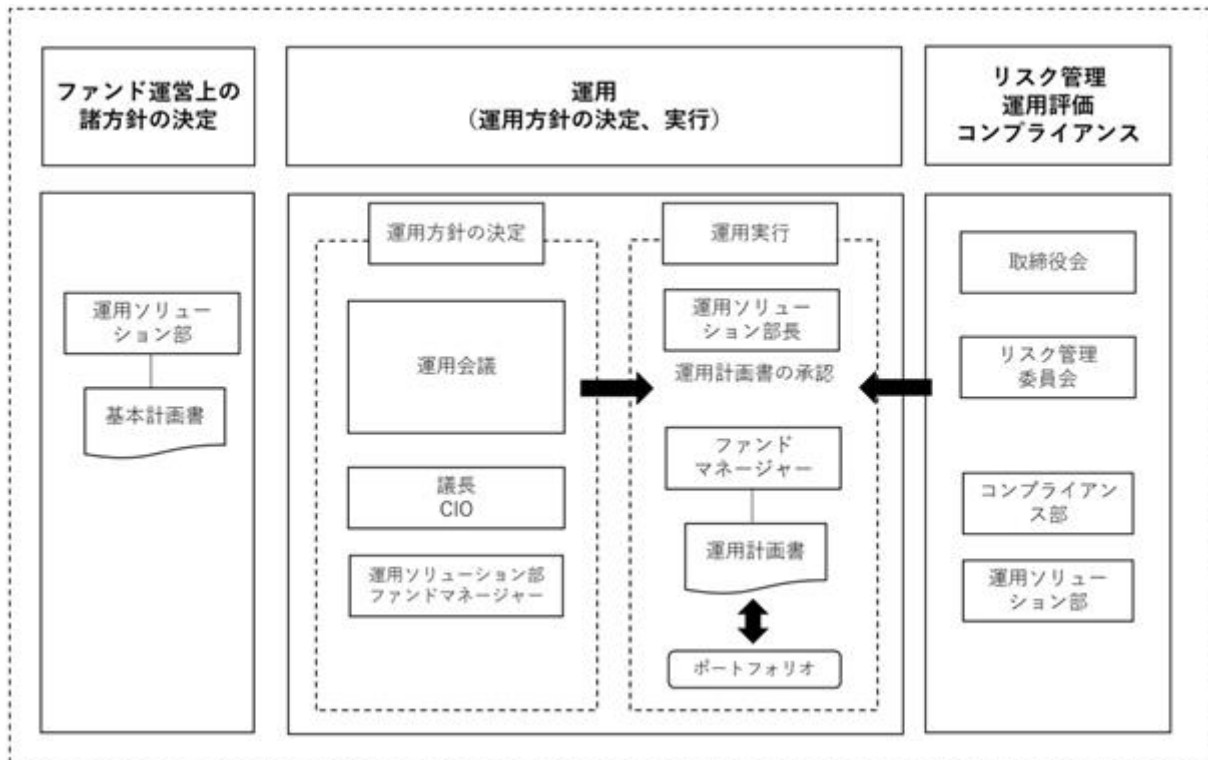 ファンド運営上の
諸方針の決定
運用
（運用方針の決定、実行）
リスク管理
運用評価
コンプライアンス
運用ソリュー
ション部
基本計画書
運用方針の決定
運用会議
議長
CIO
運用ソリューション部
ファンドマネージャー
運用実行
運用ソリュー
ション部長
運用計画書の承認
ファンド
マネージャー
運用計画書
ポートフォリオ
取締役会
リスク管理
委員会
コンプライアン
ス部
運用ソリュー
ション部